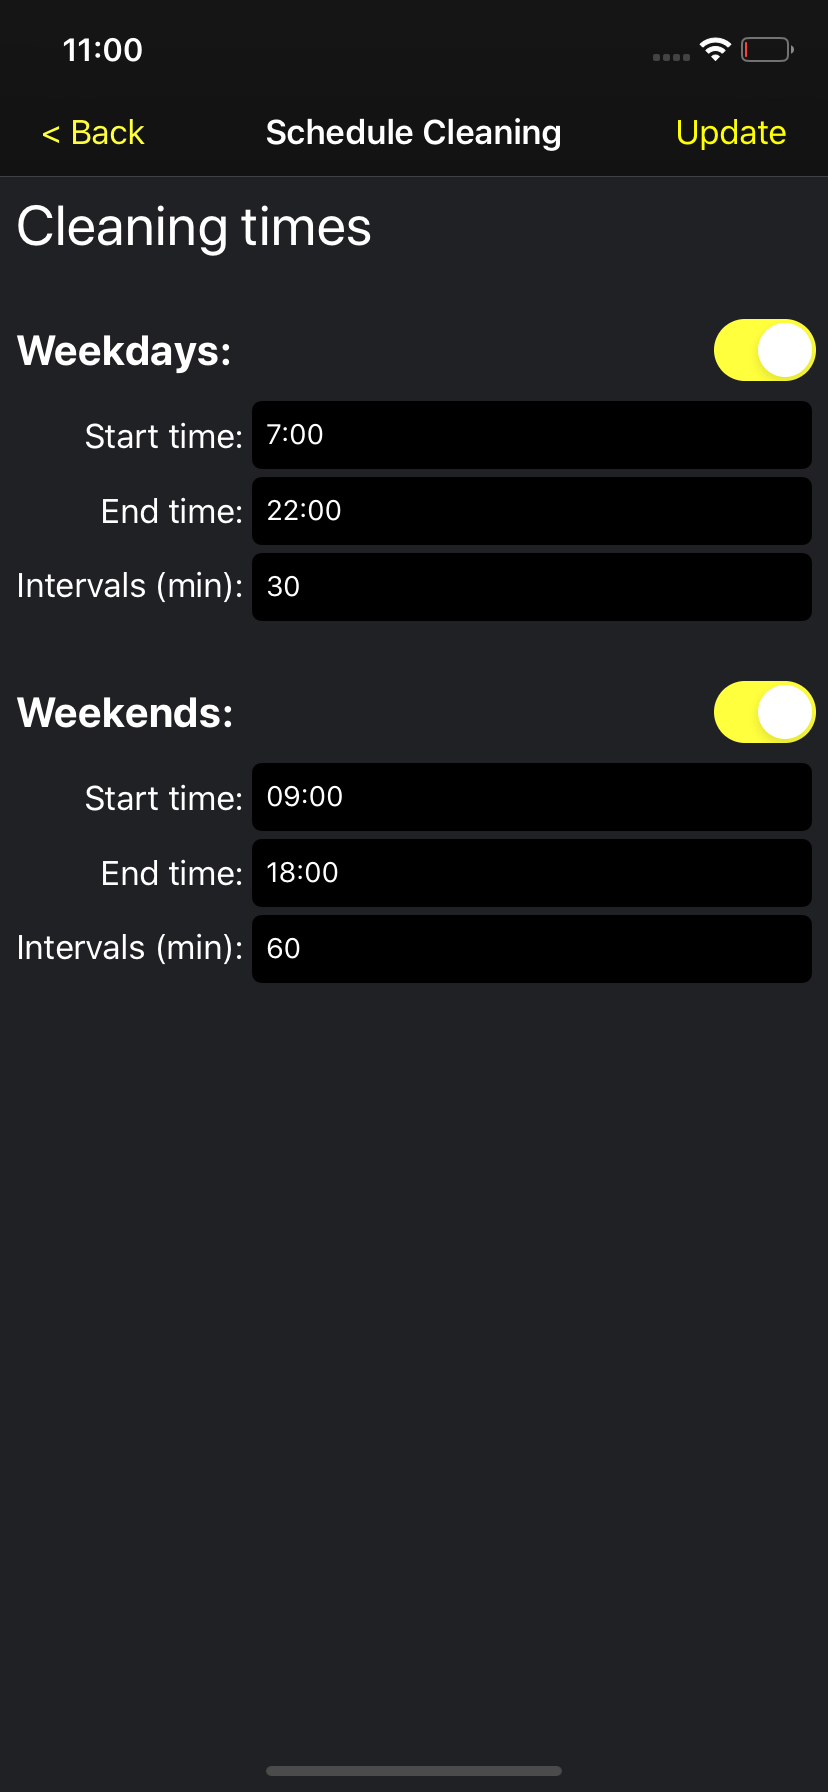 11:00
< Back Schedule Cleaning Update
Cleaning times
Weekdays:
Start time: 7:00
End time: 22:00
Intervals (min): 30
Weekends:
Start time: 09:00
End time: 18:00
Intervals (min): 60